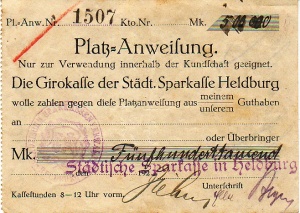 Pl.-Anw.Nr. 1507 Kto.Nr. Mk. 500 000
Platz=Anweisung.
Nur zur Verwendung innerhalb der Kundschaft geeignet.
Die Girokasse der Städt. Sparkasse Heldburg
wolle zahlen gegen diese Platzanweisung aus meinem unserem Guthaben
an
oder Überbringer
Mk. Fünfhunderttausend
Städtische Sparkasse in Heldburg
Kassestunden 8—12 Uhr vorm. Unterschrift